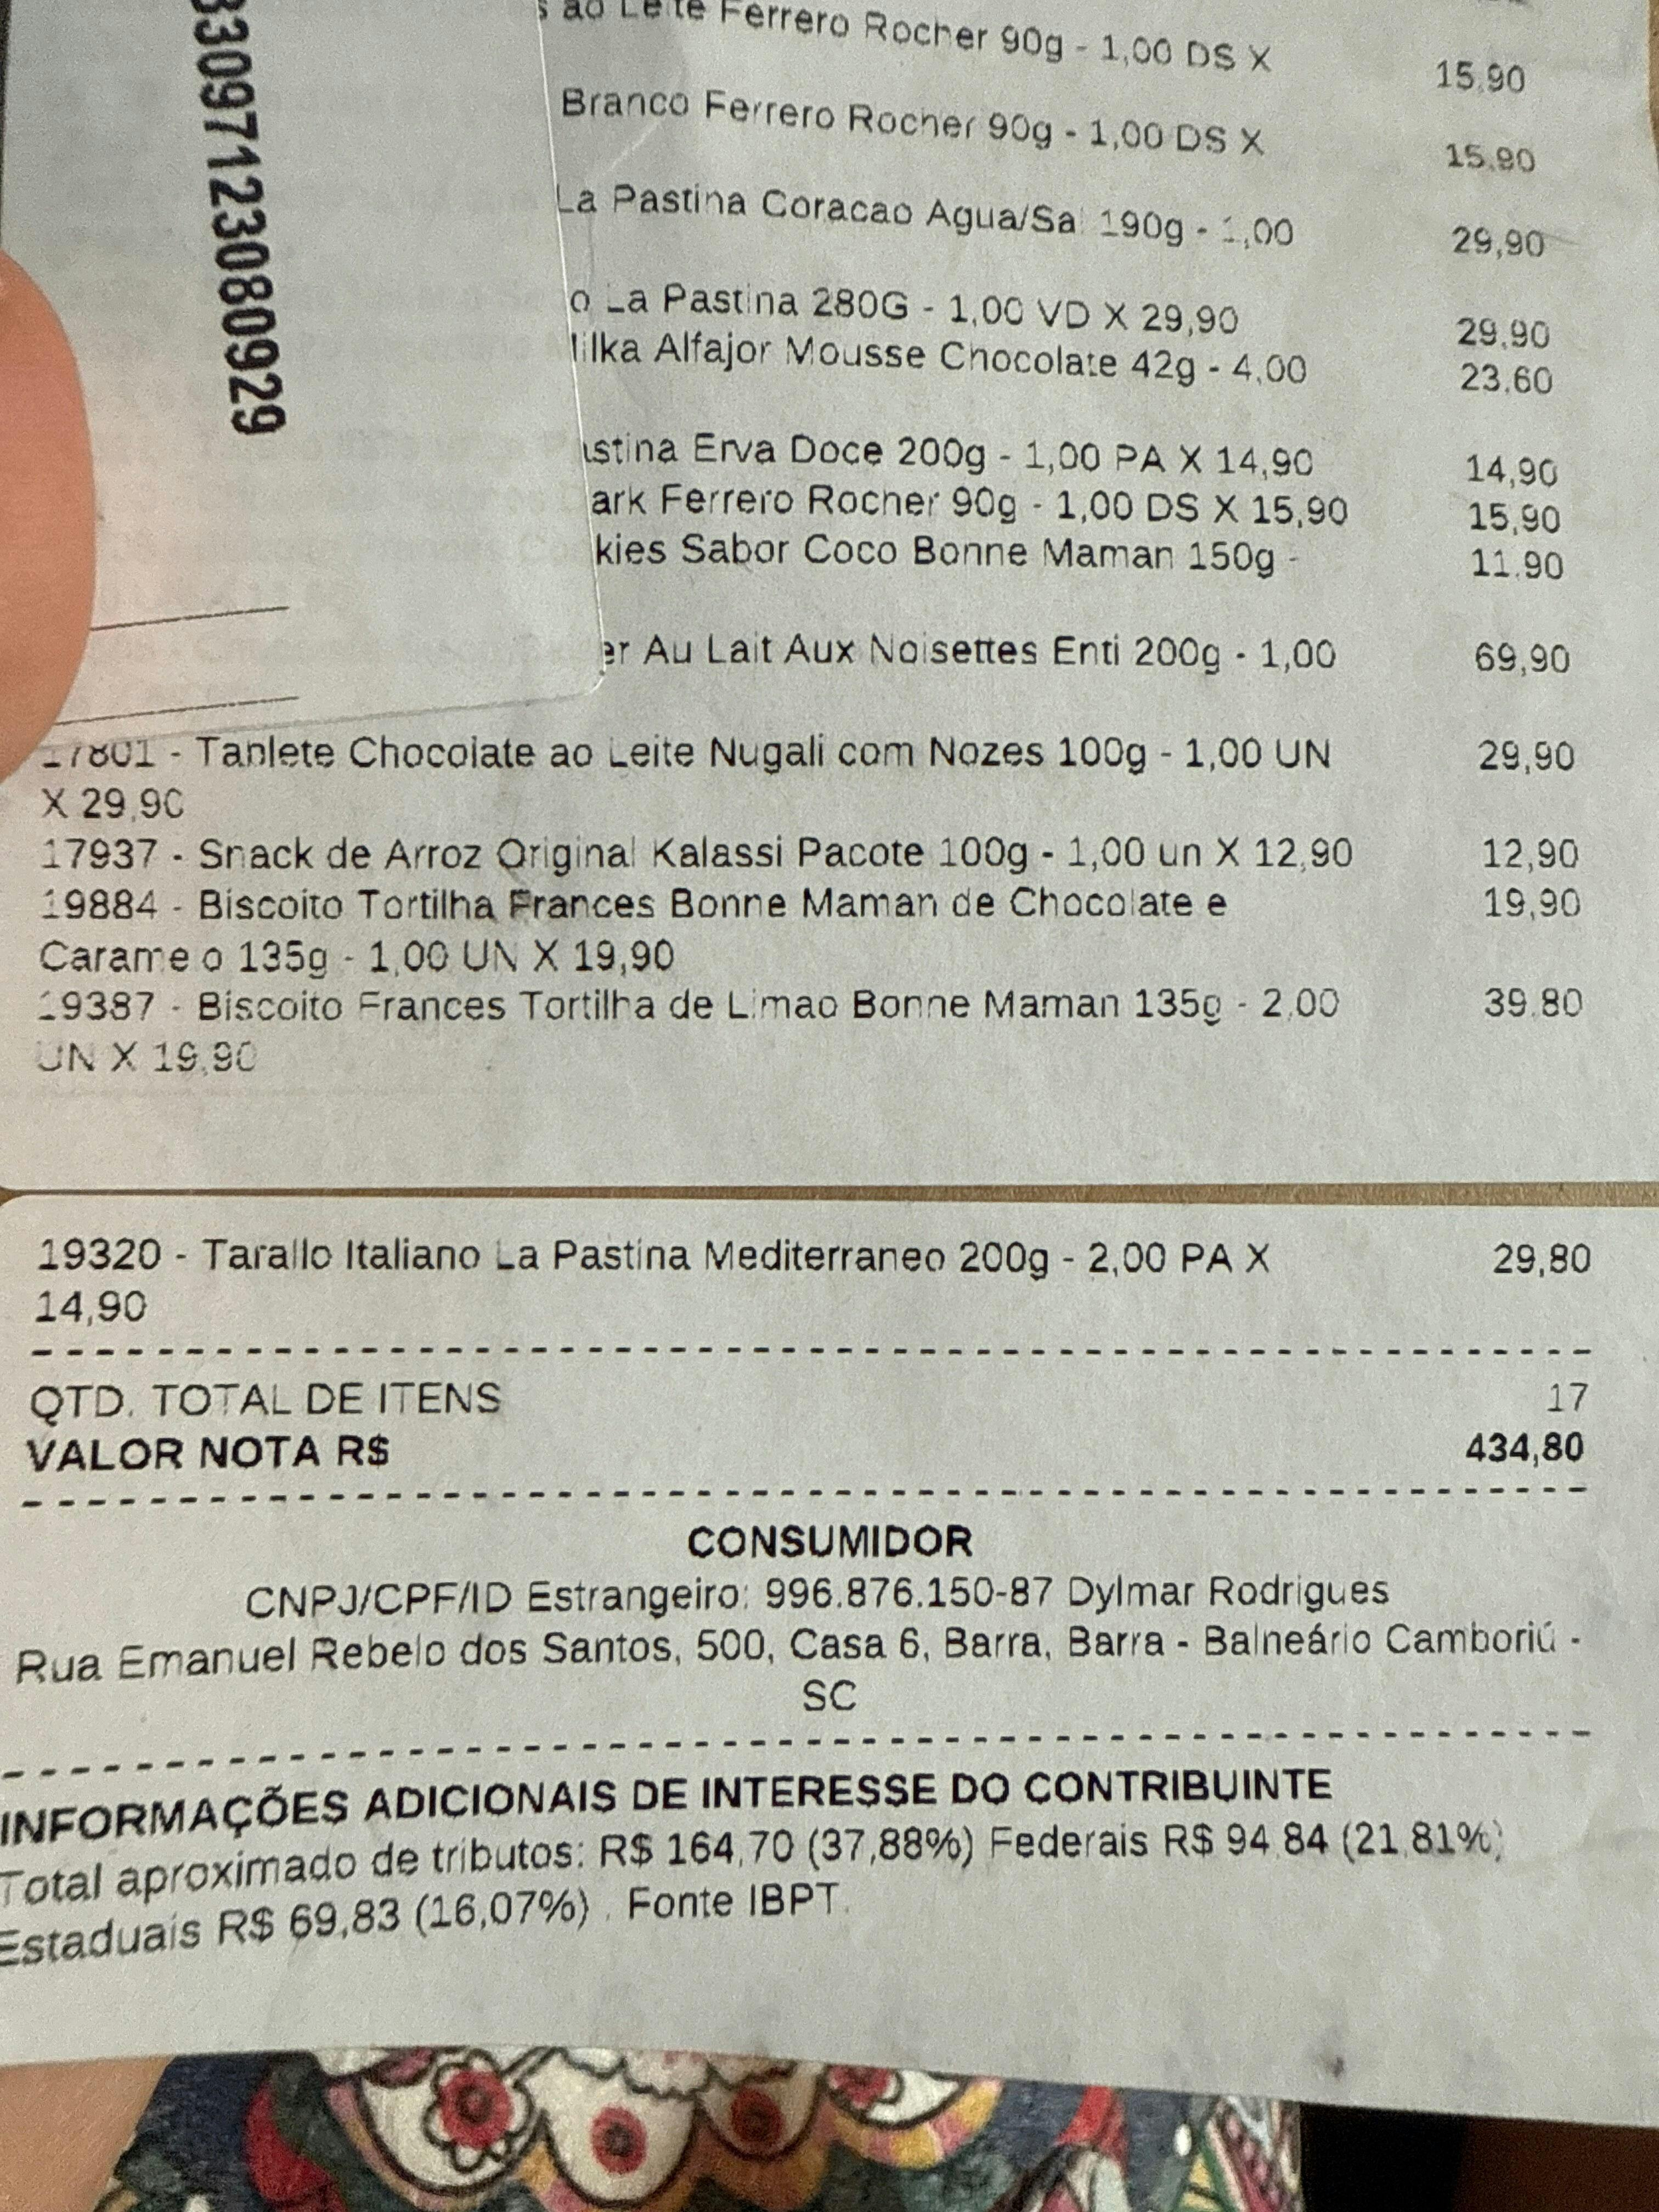 33097123080929
s ao Leite Ferrero Rocher 90g - 1,00 DS X 15,90
Branco Ferrero Rocher 90g - 1,00 DS X 15,90
La Pastina Coracao Agua/Sal 190g - 1,00 29,90
o La Pastina 280G - 1,00 VD X 29,90 29,90
lilka Alfajor Mousse Chocolate 42g - 4,00 23,60
astina Erva Doce 200g - 1,00 PA X 14,90 14,90
ark Ferrero Rocher 90g - 1,00 DS X 15,90 15,90
kies Sabor Coco Bonne Maman 150g - 11,90
er Au Lait Aux Noisettes Enti 200g - 1,00 69,90
17801 - Tablete Chocolate ao Leite Nugali com Nozes 100g - 1,00 UN 29,90
X 29,90
17937 - Snack de Arroz Original Kalassi Pacote 100g - 1,00 un X 12,90 12,90
19884 - Biscoito Tortilha Frances Bonne Maman de Chocolate e 19,90
Caramelo 135g - 1,00 UN X 19,90
19387 - Biscoito Frances Tortilha de Limao Bonne Maman 135g - 2,00 39,80
UN X 19,90
19320 - Tarallo Italiano La Pastina Mediterraneo 200g - 2,00 PA X 29,80
14,90
QTD. TOTAL DE ITENS 17
VALOR NOTA R$ 434,80
CONSUMIDOR
CNPJ/CPF/ID Estrangeiro: 996.876.150-87 Dylmar Rodrigues
Rua Emanuel Rebelo dos Santos, 500, Casa 6, Barra, Barra - Balneário Camboriú -
SC
INFORMAÇÕES ADICIONAIS DE INTERESSE DO CONTRIBUINTE
Total aproximado de tributos: R$ 164,70 (37,88%) Federais R$ 94,84 (21,81%)
Estaduais R$ 69,83 (16,07%) . Fonte IBPT.